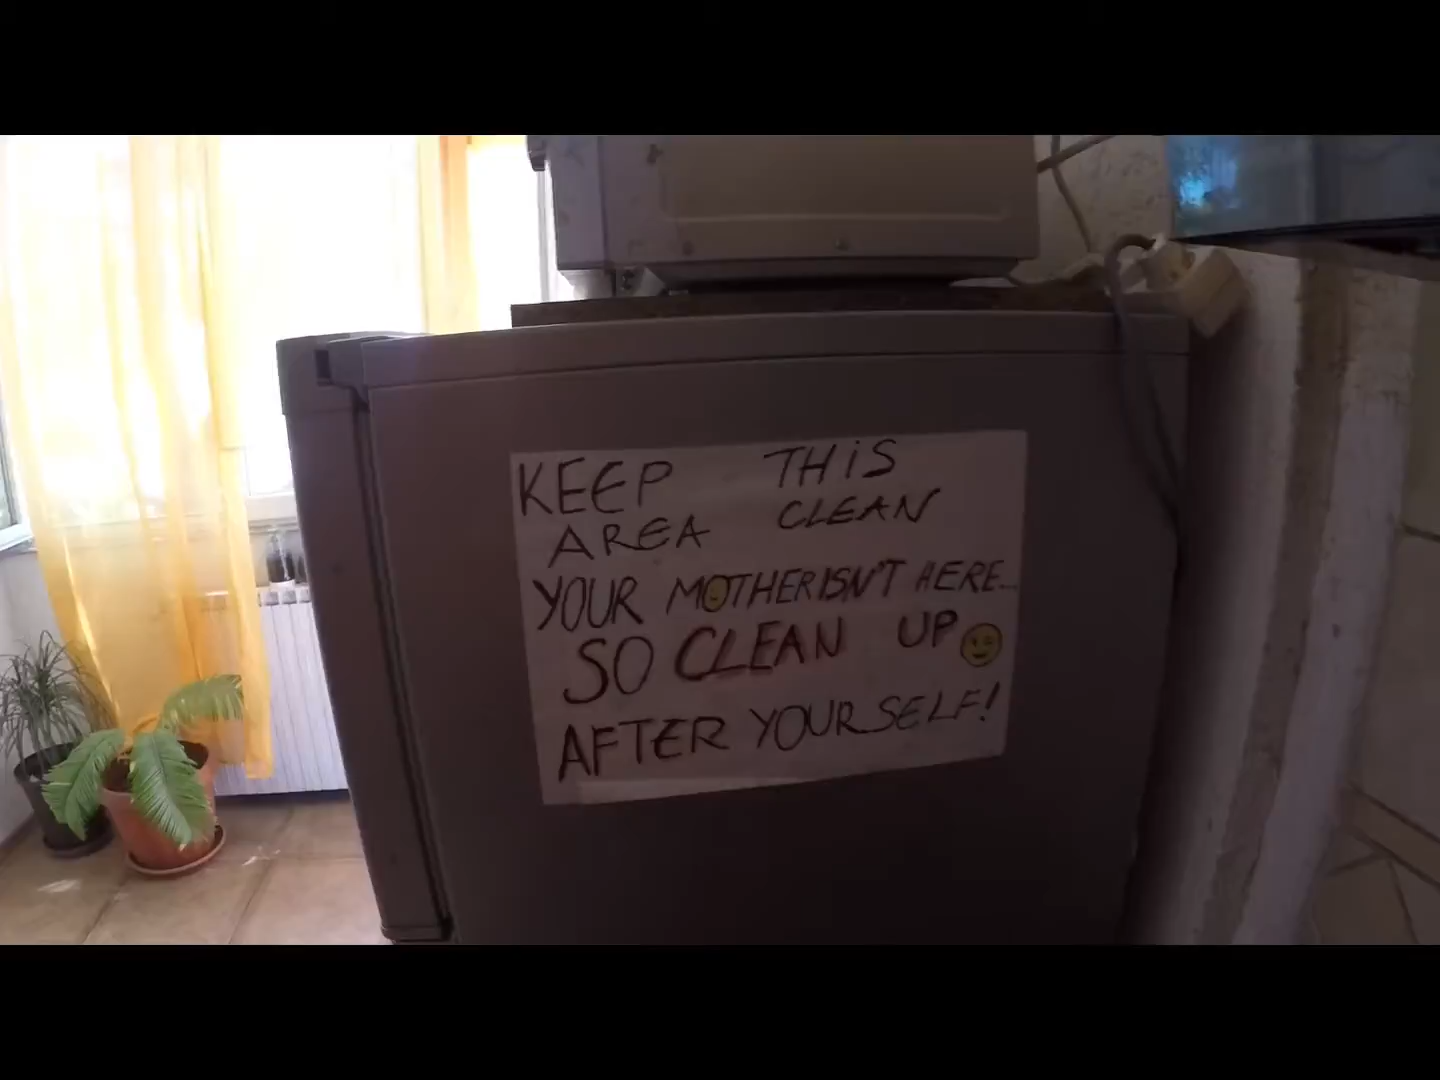 KEEP THiS
AREA CLEAN
YOUR MOTHER ISN'T HERE...
SO CLEAN UP
AFTER YOURSELF!